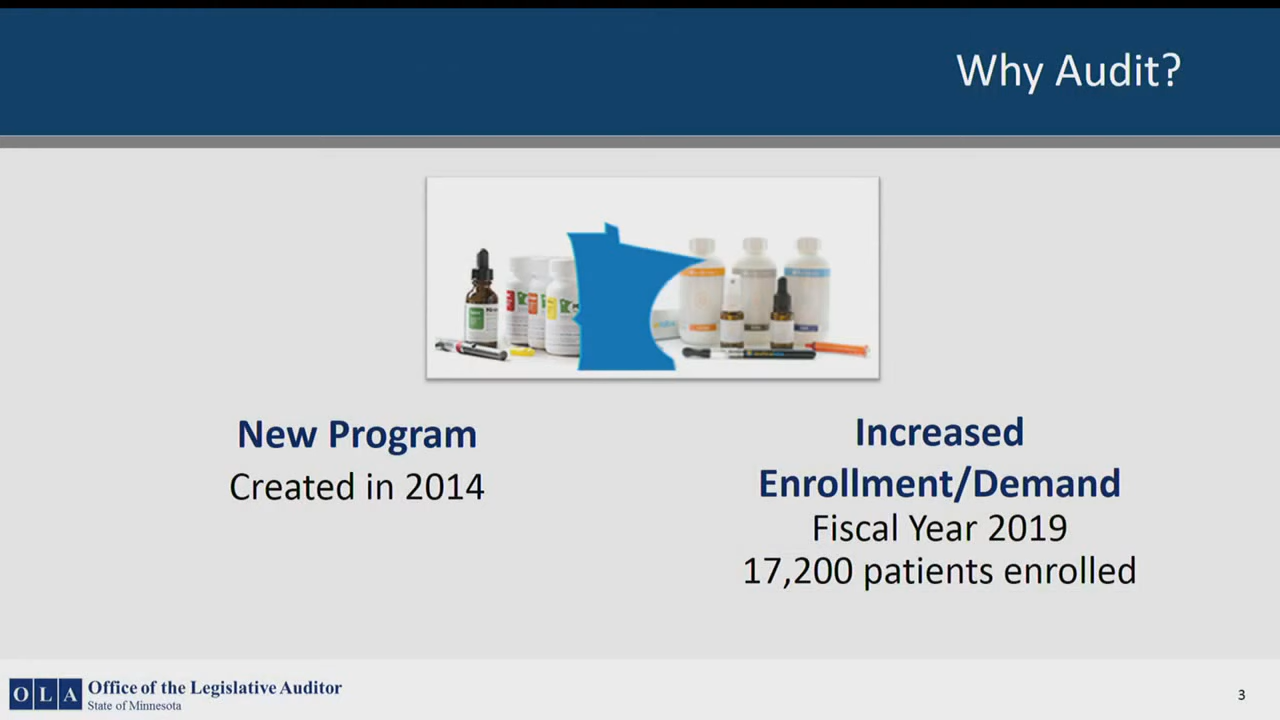 Why Audit?
New Program
Created in 2014
Increased
Enrollment/Demand
Fiscal Year 2019
17,200 patients enrolled
OLA
Office of the Legislative Auditor
State of Minnesota
3